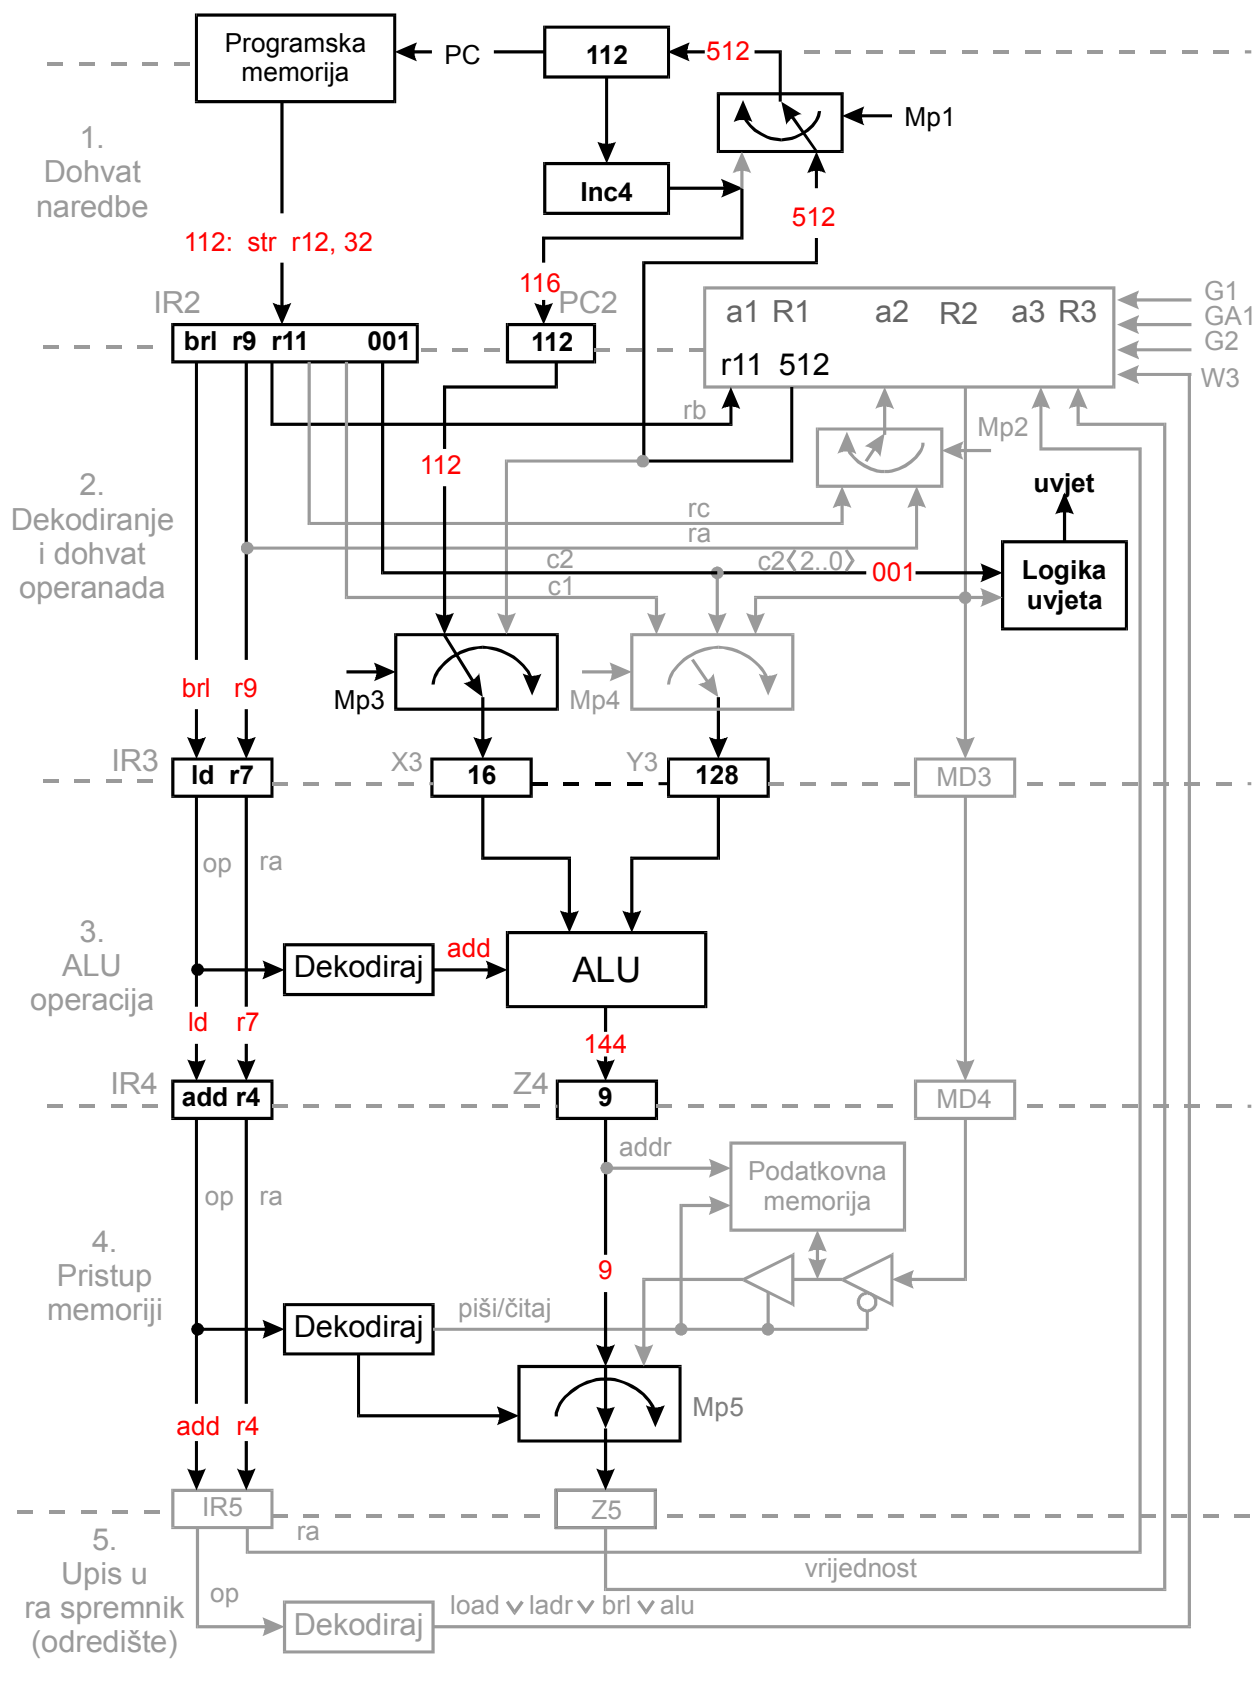 Programska
memorija
PC
112
512
Mp1
1.
Dohvat
naredbe
Inc4
512
112: str r12, 32
116
IR2
PC2
brl r9 r11 001
112
a1 R1 a2 R2 a3 R3
r11 512
G1
GA1
G2
W3
rb
Mp2
112
2.
Dekodiranje
i dohvat
operanada
uvjet
rc
ra
c2
c2⟨2..0⟩
001
c1
Logika
uvjeta
brl r9
Mp3
Mp4
IR3
ld r7
X3
16
Y3
128
MD3
op
ra
3.
ALU
operacija
Dekodiraj
add
ALU
ld r7
144
IR4
add r4
Z4
9
MD4
addr
Podatkovna
memorija
op
ra
4.
Pristup
memoriji
9
piši/čitaj
Dekodiraj
Mp5
add r4
IR5
Z5
5.
Upis u
ra spremnik
(odredište)
ra
vrijednost
op
load ∨ ladr ∨ brl ∨ alu
Dekodiraj